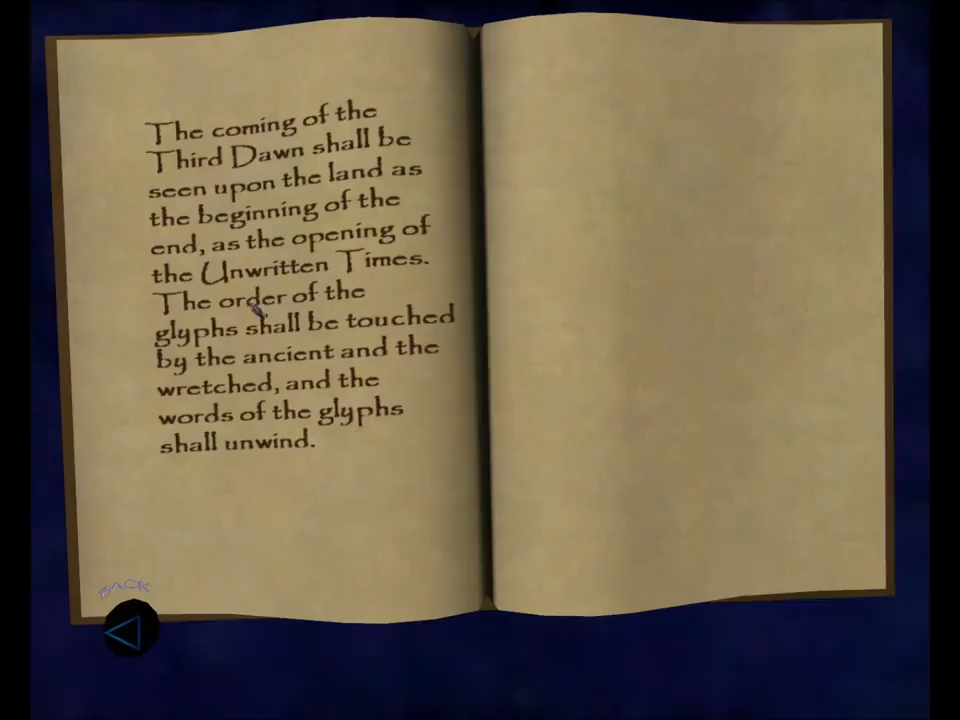 The coming of the
Third Dawn shall be
seen upon the land as
the beginning of the
end, as the opening of
the Unwritten Times.
The order of the
glyphs shall be touched
by the ancient and the
wretched, and the
words of the glyphs
shall unwind.
BACK